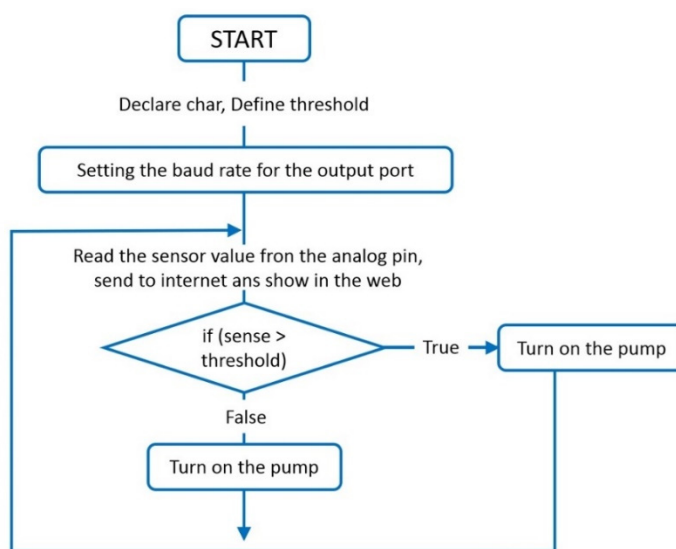 START
Declare char, Define threshold
Setting the baud rate for the output port
Read the sensor value fron the analog pin,
send to internet ans show in the web
if (sense >
threshold)
True
Turn on the pump
False
Turn on the pump